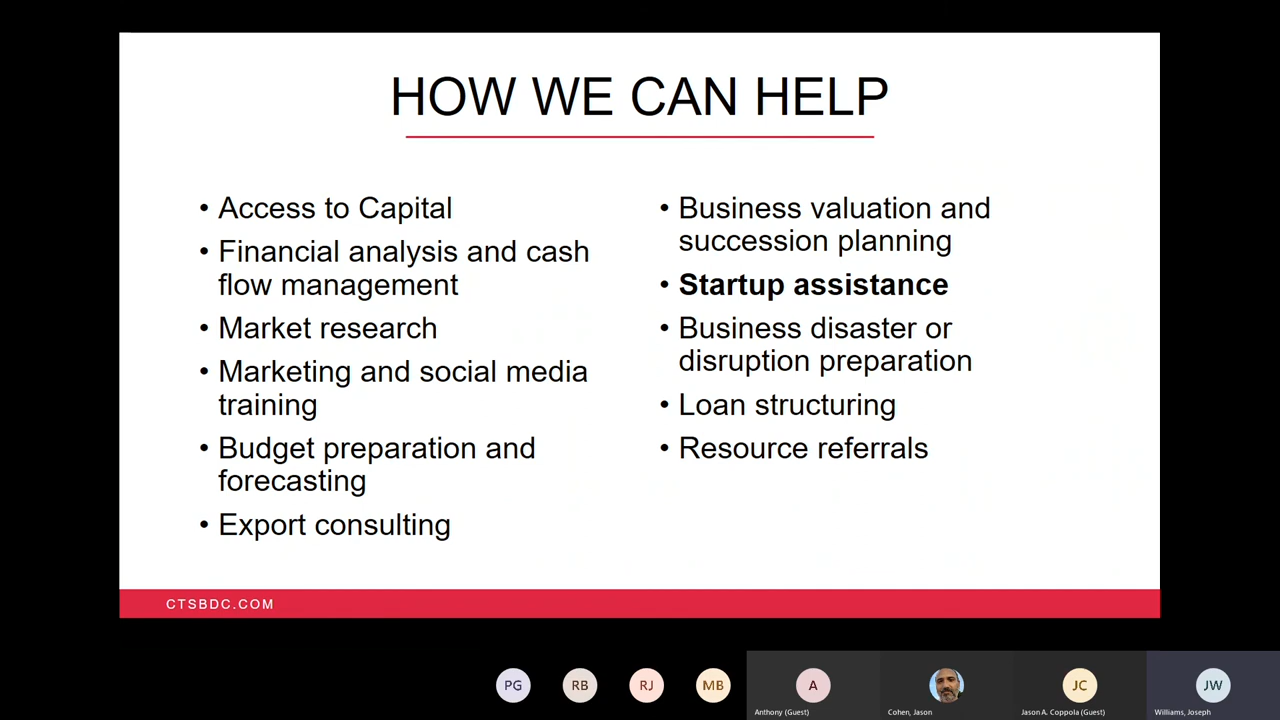 HOW WE CAN HELP
• Access to Capital
• Financial analysis and cash
flow management
• Market research
• Marketing and social media
training
• Budget preparation and
forecasting
• Export consulting
• Business valuation and
succession planning
• Startup assistance
• Business disaster or
disruption preparation
• Loan structuring
• Resource referrals
CTSBDC.COM
PG
RB
RJ
MB
A
JC
JW
Anthony (Guest)
Cohen, Jason
Jason A. Coppola (Guest)
Williams, Joseph